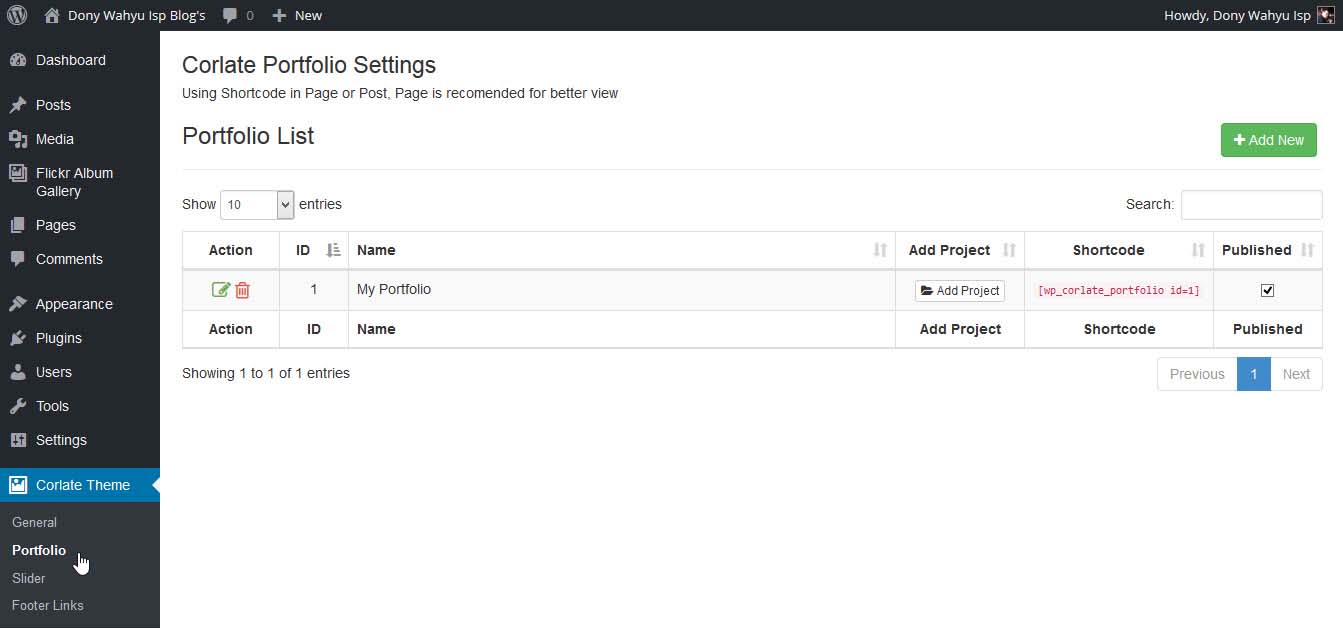 Dony Wahyu Isp Blog's 0 New Howdy, Dony Wahyu Isp
Dashboard
Posts
Media
Flickr Album
Gallery
Pages
Comments
Appearance
Plugins
Users
Tools
Settings
Corlate Theme
General
Portfolio
Slider
Footer Links
Corlate Portfolio Settings
Using Shortcode in Page or Post, Page is recomended for better view
Portfolio List
Add New
Show 10 entries Search:
Action ID Name Add Project Shortcode Published
1 My Portfolio Add Project [wp_corlate_portfolio id=1]
Action ID Name Add Project Shortcode Published
Showing 1 to 1 of 1 entries Previous 1 Next